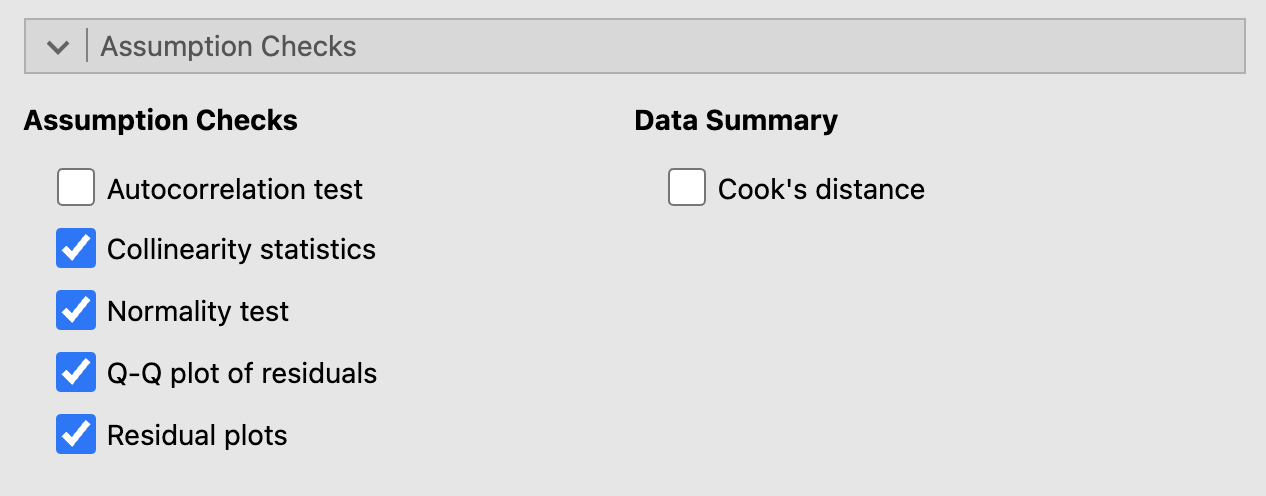 Assumption Checks
Assumption Checks
Data Summary
Autocorrelation test
Cook's distance
Collinearity statistics
Normality test
Q-Q plot of residuals
Residual plots